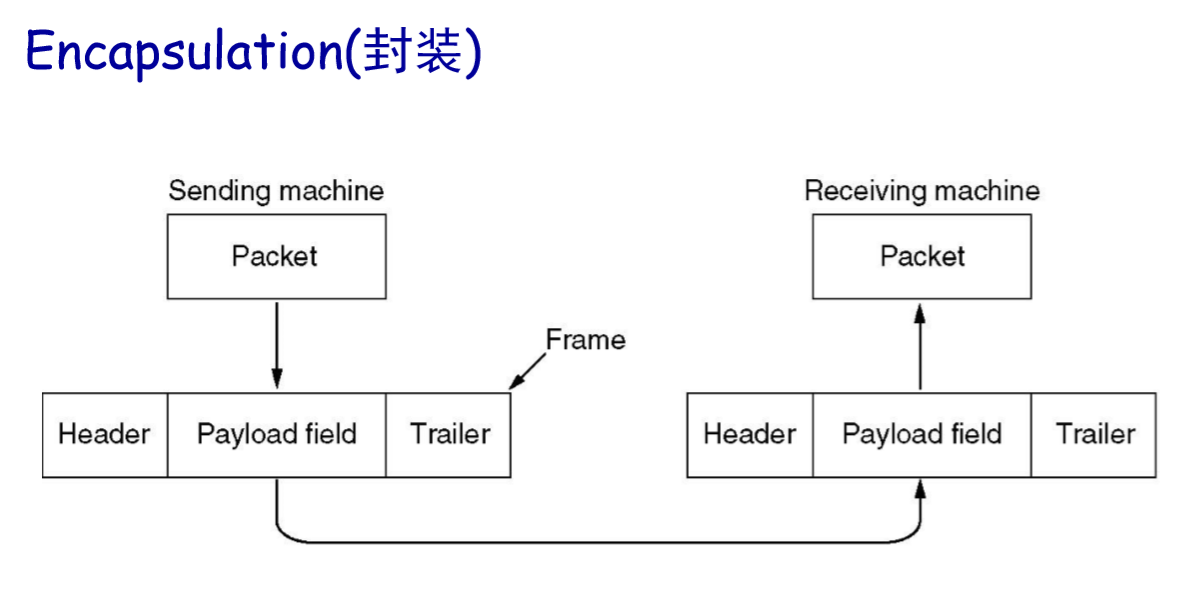 Encapsulation(封装)
Sending machine
Receiving machine
Packet
Packet
Frame
Header
Payload field
Trailer
Header
Payload field
Trailer